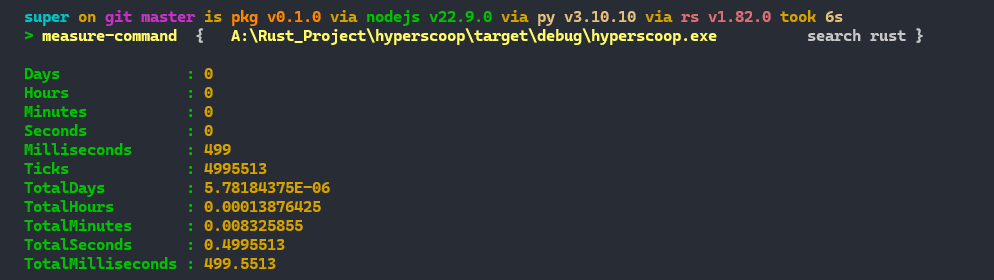 super on git master is pkg v0.1.0 via nodejs v22.9.0 via py v3.10.10 via rs v1.82.0 took 6s
> measure-command { A:\Rust_Project\hyperscoop\target\debug\hyperscoop.exe search rust }
Days : 0
Hours : 0
Minutes : 0
Seconds : 0
Milliseconds : 499
Ticks : 4995513
TotalDays : 5.78184375E-06
TotalHours : 0.00013876425
TotalMinutes : 0.008325855
TotalSeconds : 0.4995513
TotalMilliseconds : 499.5513